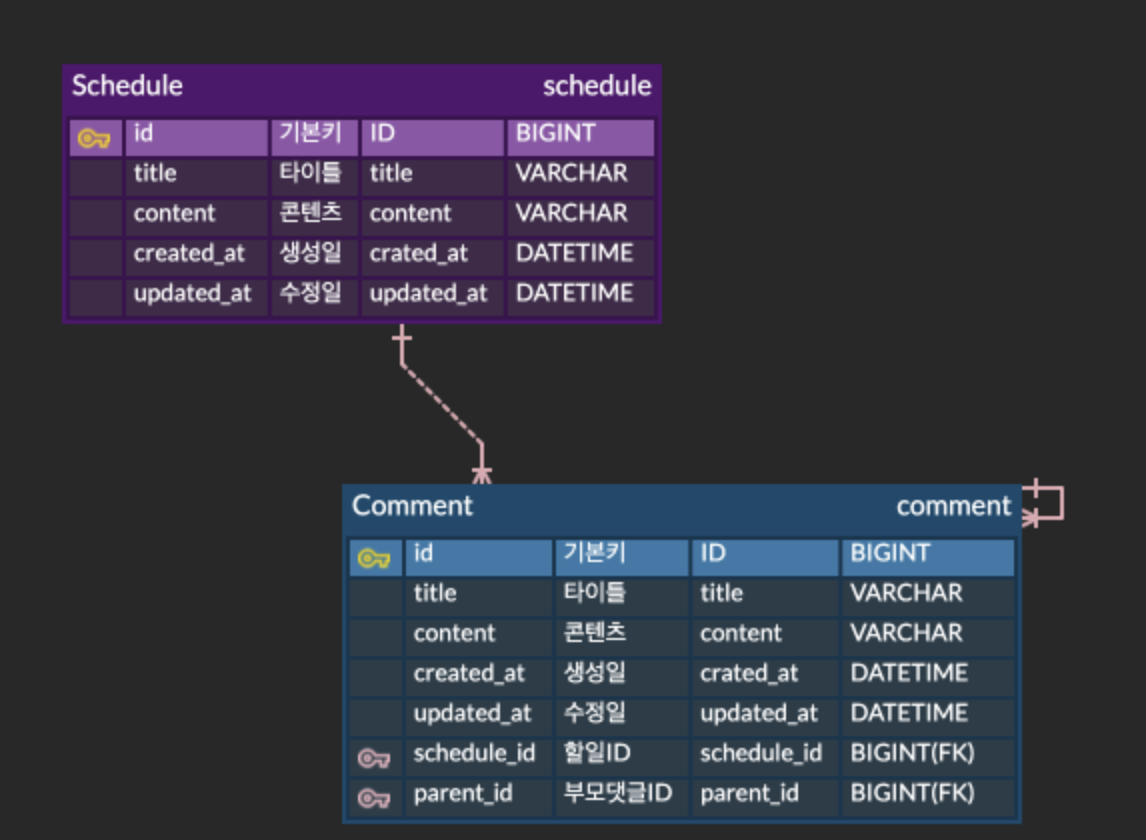 Schedule schedule
id 기본키 ID BIGINT
title 타이틀 title VARCHAR
content 콘텐츠 content VARCHAR
created_at 생성일 crated_at DATETIME
updated_at 수정일 updated_at DATETIME
Comment comment
id 기본키 ID BIGINT
title 타이틀 title VARCHAR
content 콘텐츠 content VARCHAR
created_at 생성일 crated_at DATETIME
updated_at 수정일 updated_at DATETIME
schedule_id 할일ID schedule_id BIGINT(FK)
parent_id 부모댓글ID parent_id BIGINT(FK)